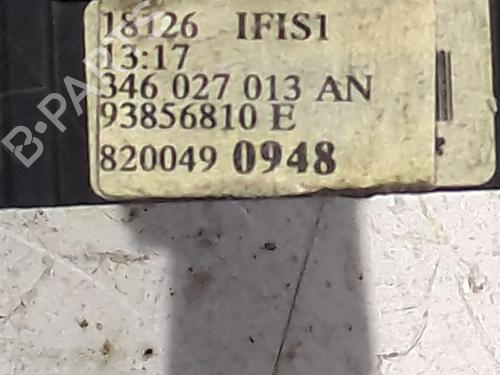 18126 IFIS1
13:17
346 027 013 AN
93856810 E
820049 0948
B-PARTS